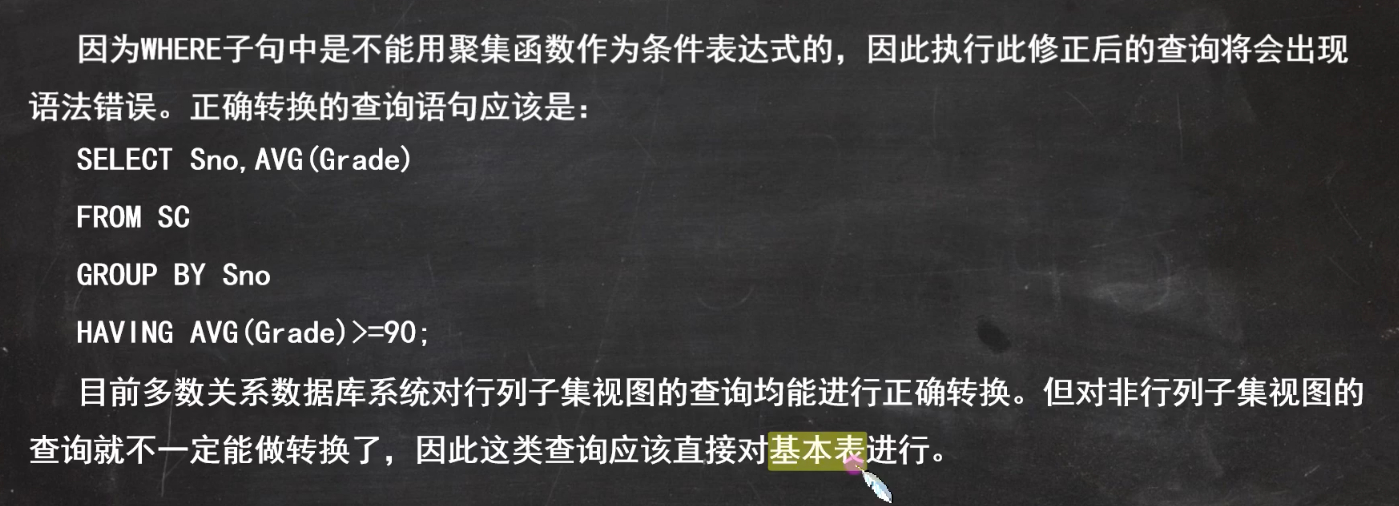 因为WHERE子句中是不能用聚集函数作为条件表达式的，因此执行此修正后的查询将会出现
语法错误。正确转换的查询语句应该是：
SELECT Sno,AVG(Grade)
FROM SC
GROUP BY Sno
HAVING AVG(Grade)>=90;
目前多数关系数据库系统对行列子集视图的查询均能进行正确转换。但对非行列子集视图的
查询就不一定能做转换了，因此这类查询应该直接对基本表进行。